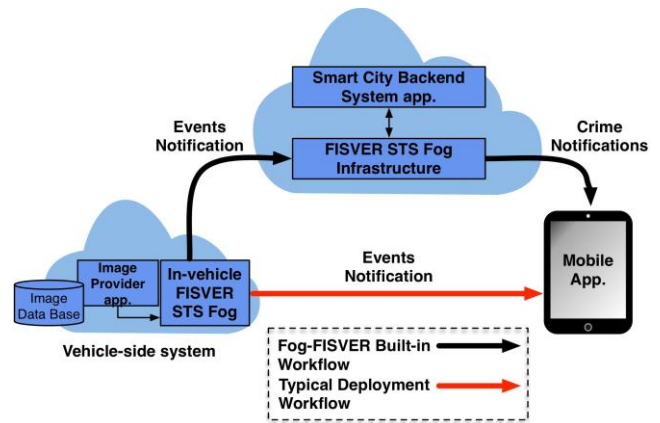 Smart City Backend
System app.
Events
Notification
FISVER STS Fog
Infrastructure
Crime
Notifications
Image
Provider
app.
In-vehicle
FISVER
STS Fog
Image
Data Base
Events
Notification
Mobile
App.
Vehicle-side system
Fog-FISVER Built-in
Workflow
Typical Deployment
Workflow